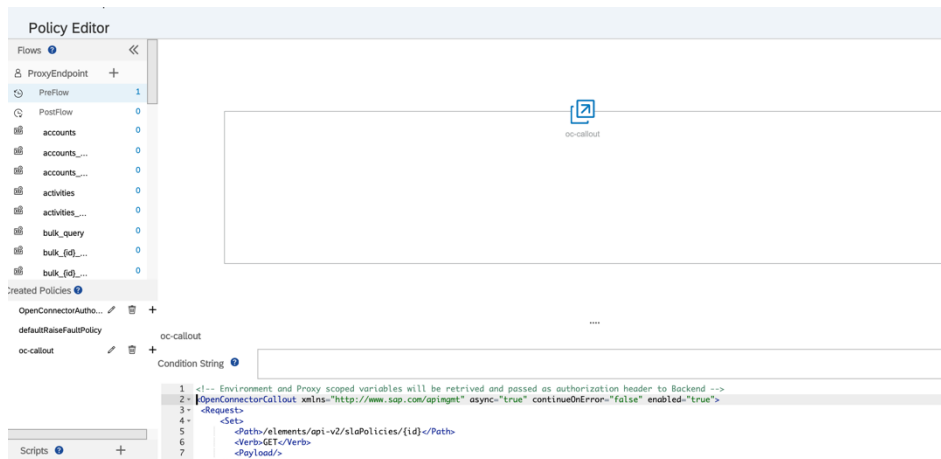 Policy Editor
Flows
ProxyEndpoint
PreFlow 1
PostFlow 0
accounts 0
accounts_... 0
accounts_... 0
activities 0
activities_... 0
bulk_query 0
bulk_{id}_... 0
bulk_{id}_... 0
Created Policies
OpenConnectorAutho...
defaultRaiseFaultPolicy
oc-callout
Scripts
oc-callout
....
oc-callout
Condition String
1 <!-- Environment and Proxy scoped variables will be retrived and passed as authorization header to Backend -->
2 <OpenConnectorCallout xmlns="http://www.sap.com/apimgmt" async="true" continueOnError="false" enabled="true">
3 <Request>
4 <Set>
5 <Path>/elements/api-v2/slaPolicies/{id}</Path>
6 <Verb>GET</Verb>
7 <Payload/>